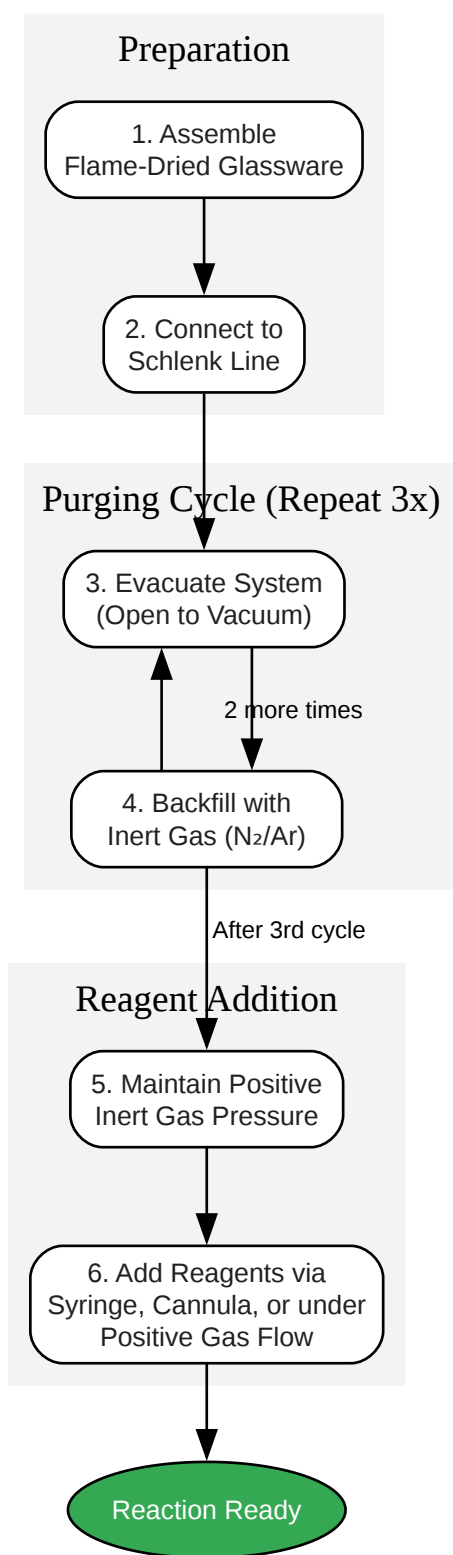 Preparation
1. Assemble
Flame-Dried Glassware
2. Connect to
Schlenk Line
Purging Cycle (Repeat 3x)
3. Evacuate System
(Open to Vacuum)
2 more times
4. Backfill with
Inert Gas (N₂/Ar)
After 3rd cycle
Reagent Addition
5. Maintain Positive
Inert Gas Pressure
6. Add Reagents via
Syringe, Cannula, or under
Positive Gas Flow
Reaction Ready